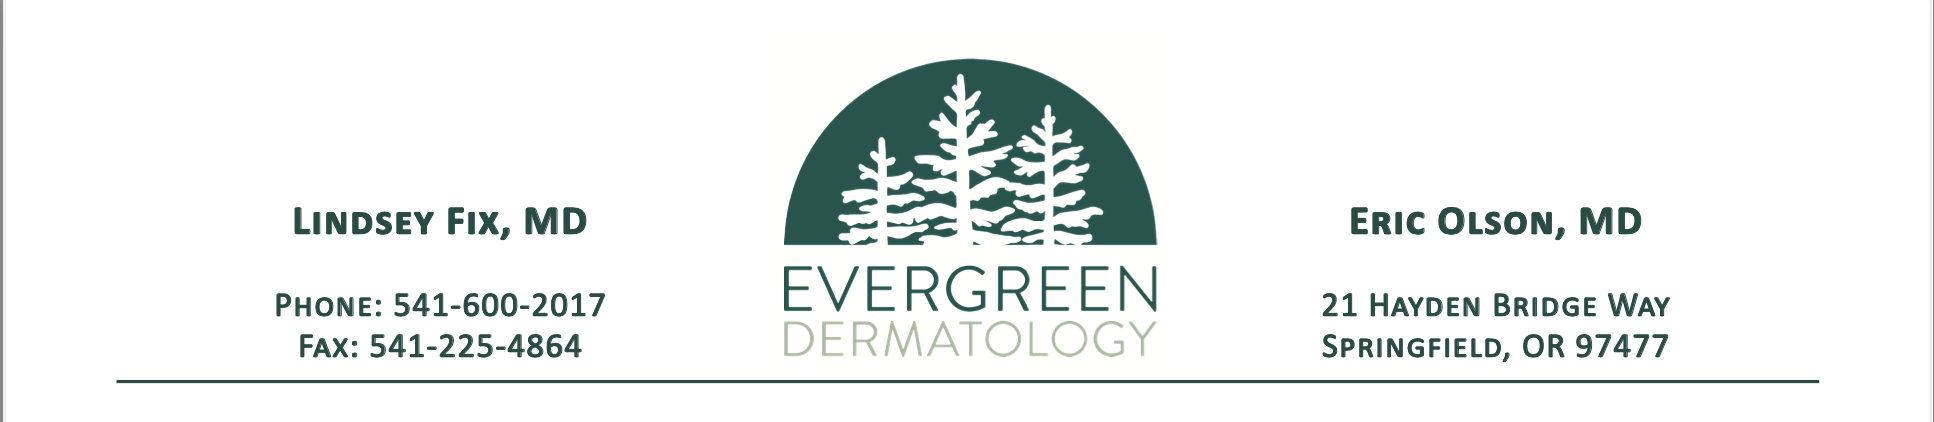 Lindsey Fix, MD
Phone: 541-600-2017
Fax: 541-225-4864
EVERGREEN
DERMATOLOGY
Eric Olson, MD
21 Hayden Bridge Way
Springfield, OR 97477